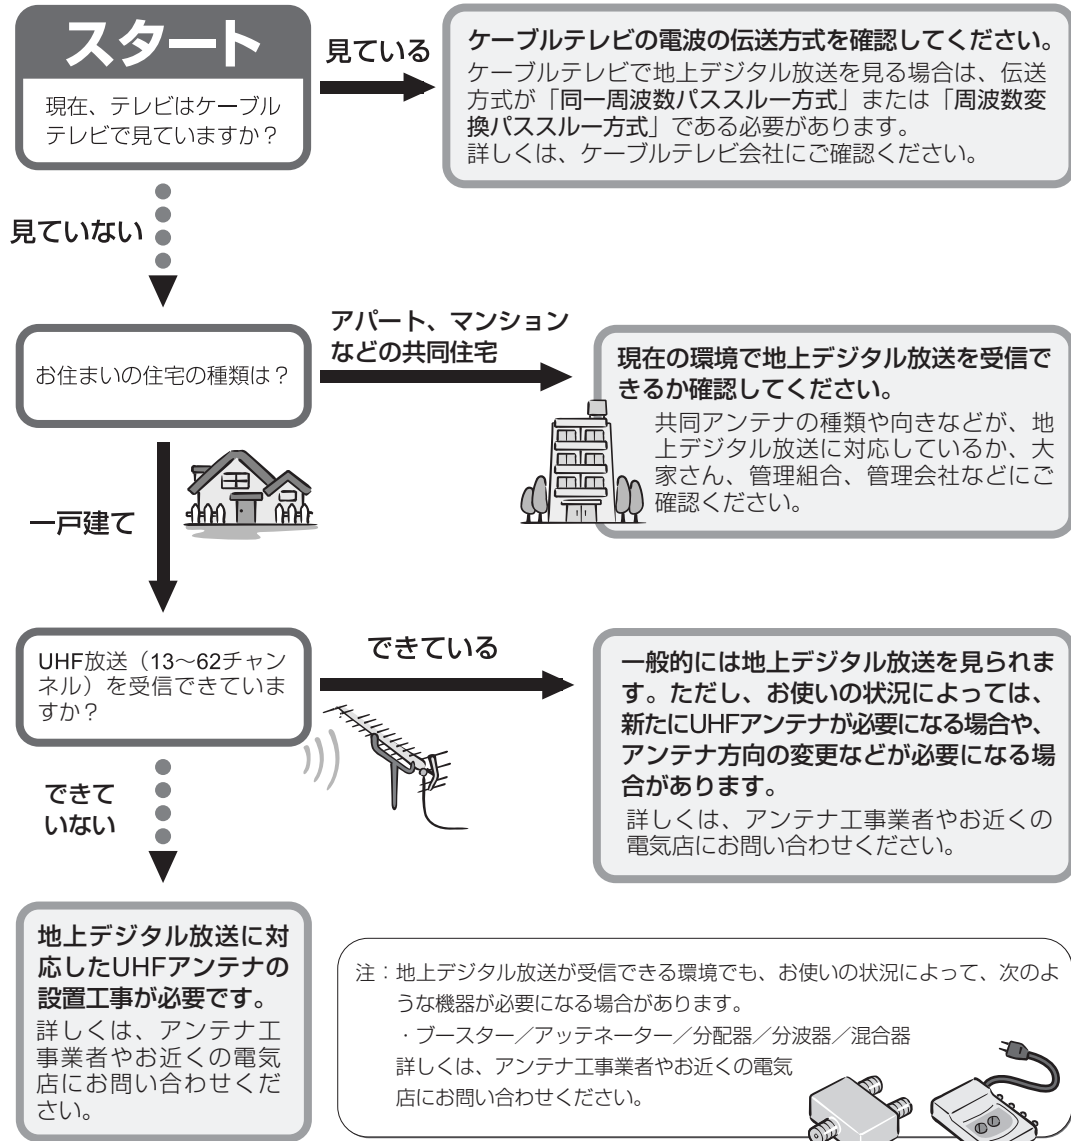 スタート
現在、テレビはケーブル
テレビで見ていますか？
見ている
ケーブルテレビの電波の伝送方式を確認してください。
ケーブルテレビで地上デジタル放送を見る場合は、伝送
方式が「同一周波数パススルー方式」または「周波数変
換パススルー方式」である必要があります。
詳しくは、ケーブルテレビ会社にご確認ください。
見ていない
お住まいの住宅の種類は？
アパート、マンション
などの共同住宅
現在の環境で地上デジタル放送を受信で
きるか確認してください。
共同アンテナの種類や向きなどが、地
上デジタル放送に対応しているか、大
家さん、管理組合、管理会社などにご
確認ください。
一戸建て
UHF放送（13～62チャン
ネル）を受信できていま
すか？
できている
一般的には地上デジタル放送を見られま
す。ただし、お使いの状況によっては、
新たにUHFアンテナが必要になる場合や、
アンテナ方向の変更などが必要になる場
合があります。
詳しくは、アンテナ工事業者やお近くの
電気店にお問い合わせください。
できて
いない
地上デジタル放送に対
応したUHFアンテナの
設置工事が必要です。
詳しくは、アンテナ工
事業者やお近くの電気
店にお問い合わせくだ
さい。
注：地上デジタル放送が受信できる環境でも、お使いの状況によって、次のよ
うな機器が必要になる場合があります。
・ブースター／アッテネーター／分配器／分波器／混合器
詳しくは、アンテナ工事業者やお近くの電気
店にお問い合わせください。